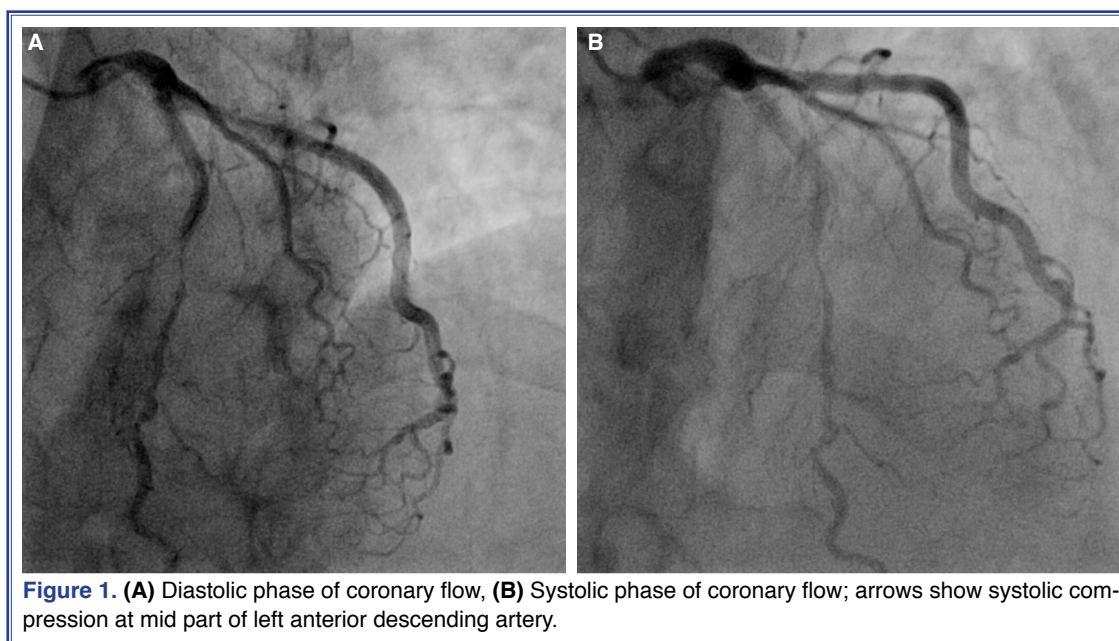 A
B
Figure 1. (A) Diastolic phase of coronary flow, (B) Systolic phase of coronary flow; arrows show systolic com-
pression at mid part of left anterior descending artery.